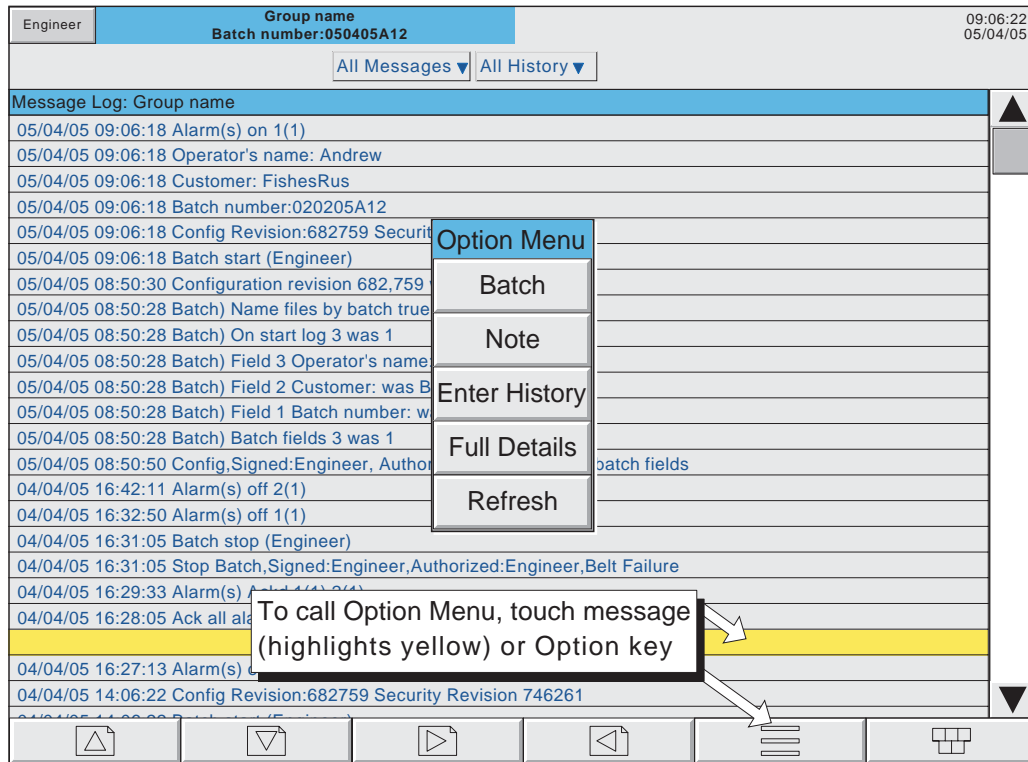 Engineer
Group name
Batch number:050405A12
09:06:22
05/04/05
All Messages
All History
Message Log: Group name
05/04/05 09:06:18 Alarm(s) on 1(1)
05/04/05 09:06:18 Operator's name: Andrew
05/04/05 09:06:18 Customer: FishesRus
05/04/05 09:06:18 Batch number:020205A12
05/04/05 09:06:18 Config Revision:682759
05/04/05 09:06:18 Batch start (Engineer)
05/04/05 08:50:30 Configuration revision 682,759
05/04/05 08:50:28 Batch) Name files by batch true
05/04/05 08:50:28 Batch) On start log 3 was 1
05/04/05 08:50:28 Batch) Field 3 Operator's name:
05/04/05 08:50:28 Batch) Field 2 Customer: was
05/04/05 08:50:28 Batch) Field 1 Batch number:
05/04/05 08:50:28 Batch) Batch fields 3 was 1
05/04/05 08:50:50 Config,Signed:Engineer, batch fields
04/04/05 16:42:11 Alarm(s) off 2(1)
04/04/05 16:32:50 Alarm(s) off 1(1)
04/04/05 16:31:05 Batch stop (Engineer)
04/04/05 16:31:05 Stop Batch,Signed:Engineer,Authorized:Engineer,Belt Failure
04/04/05 16:29:33 Alarm(s)
04/04/05 16:28:05 Ack all
04/04/05 16:27:13 Alarm(s)
04/04/05 14:06:22 Config Revision:682759 Security Revision 746261
Option Menu
Batch
Note
Enter History
Full Details
Refresh
To call Option Menu, touch message
(highlights yellow) or Option key